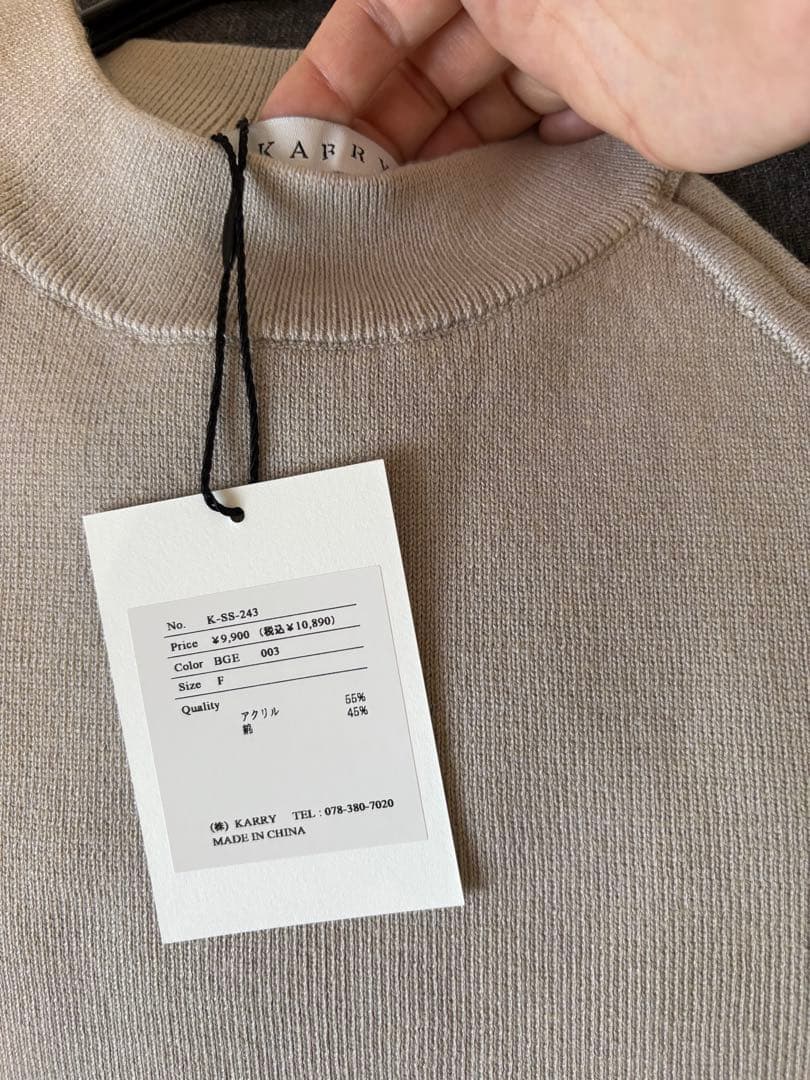 KARRY
No. K-SS-243
Price ¥9,900 (税込¥10,890)
Color BGE 003
Size F
Quality
アクリル 55%
綿 45%
(株) KARRY TEL : 078-380-7020
MADE IN CHINA